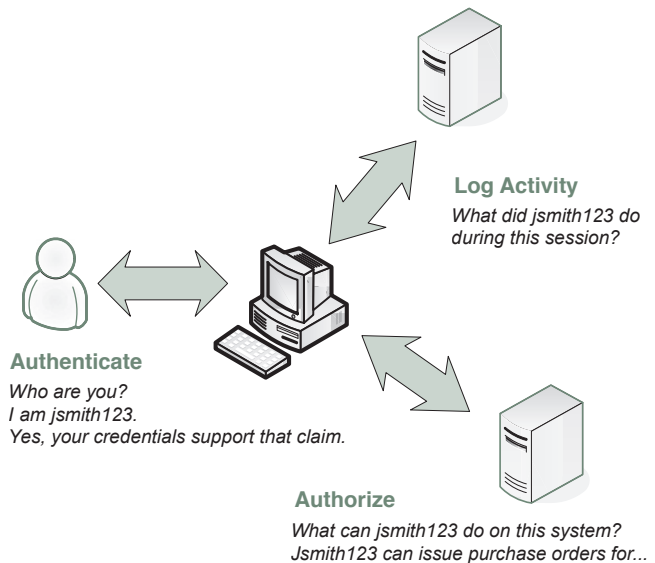 Log Activity
What did jsmith123 do
during this session?
Authenticate
Who are you?
I am jsmith123.
Yes, your credentials support that claim.
Authorize
What can jsmith123 do on this system?
Jsmith123 can issue purchase orders for...